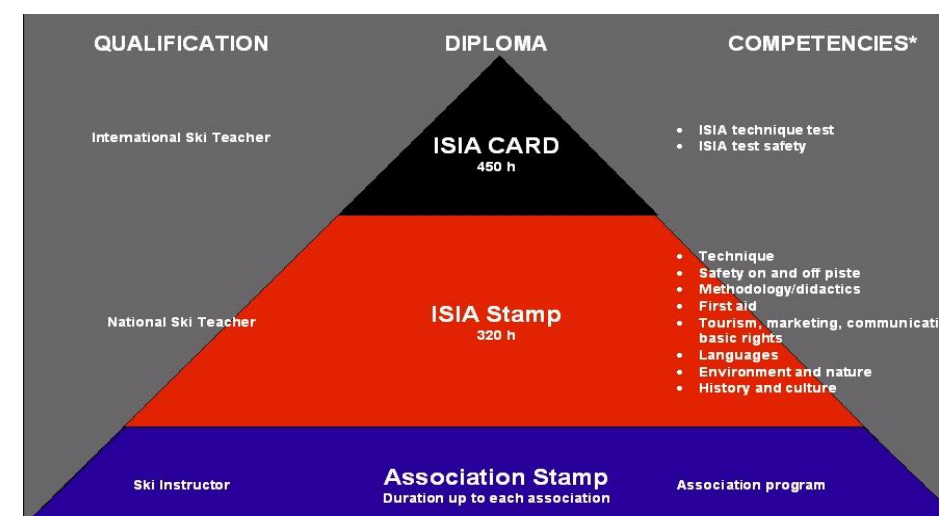 QUALIFICATION DIPLOMA COMPETENCIES*
International Ski Teacher
ISIA CARD
450 h
• ISIA technique test
• ISIA test safety
National Ski Teacher
ISIA Stamp
320 h
• Technique
• Safety on and off piste
• Methodology/didactics
• First aid
• Tourism, marketing, communicati
basic rights
• Languages
• Environment and nature
• History and culture
Ski Instructor
Association Stamp
Duration up to each association
Association program